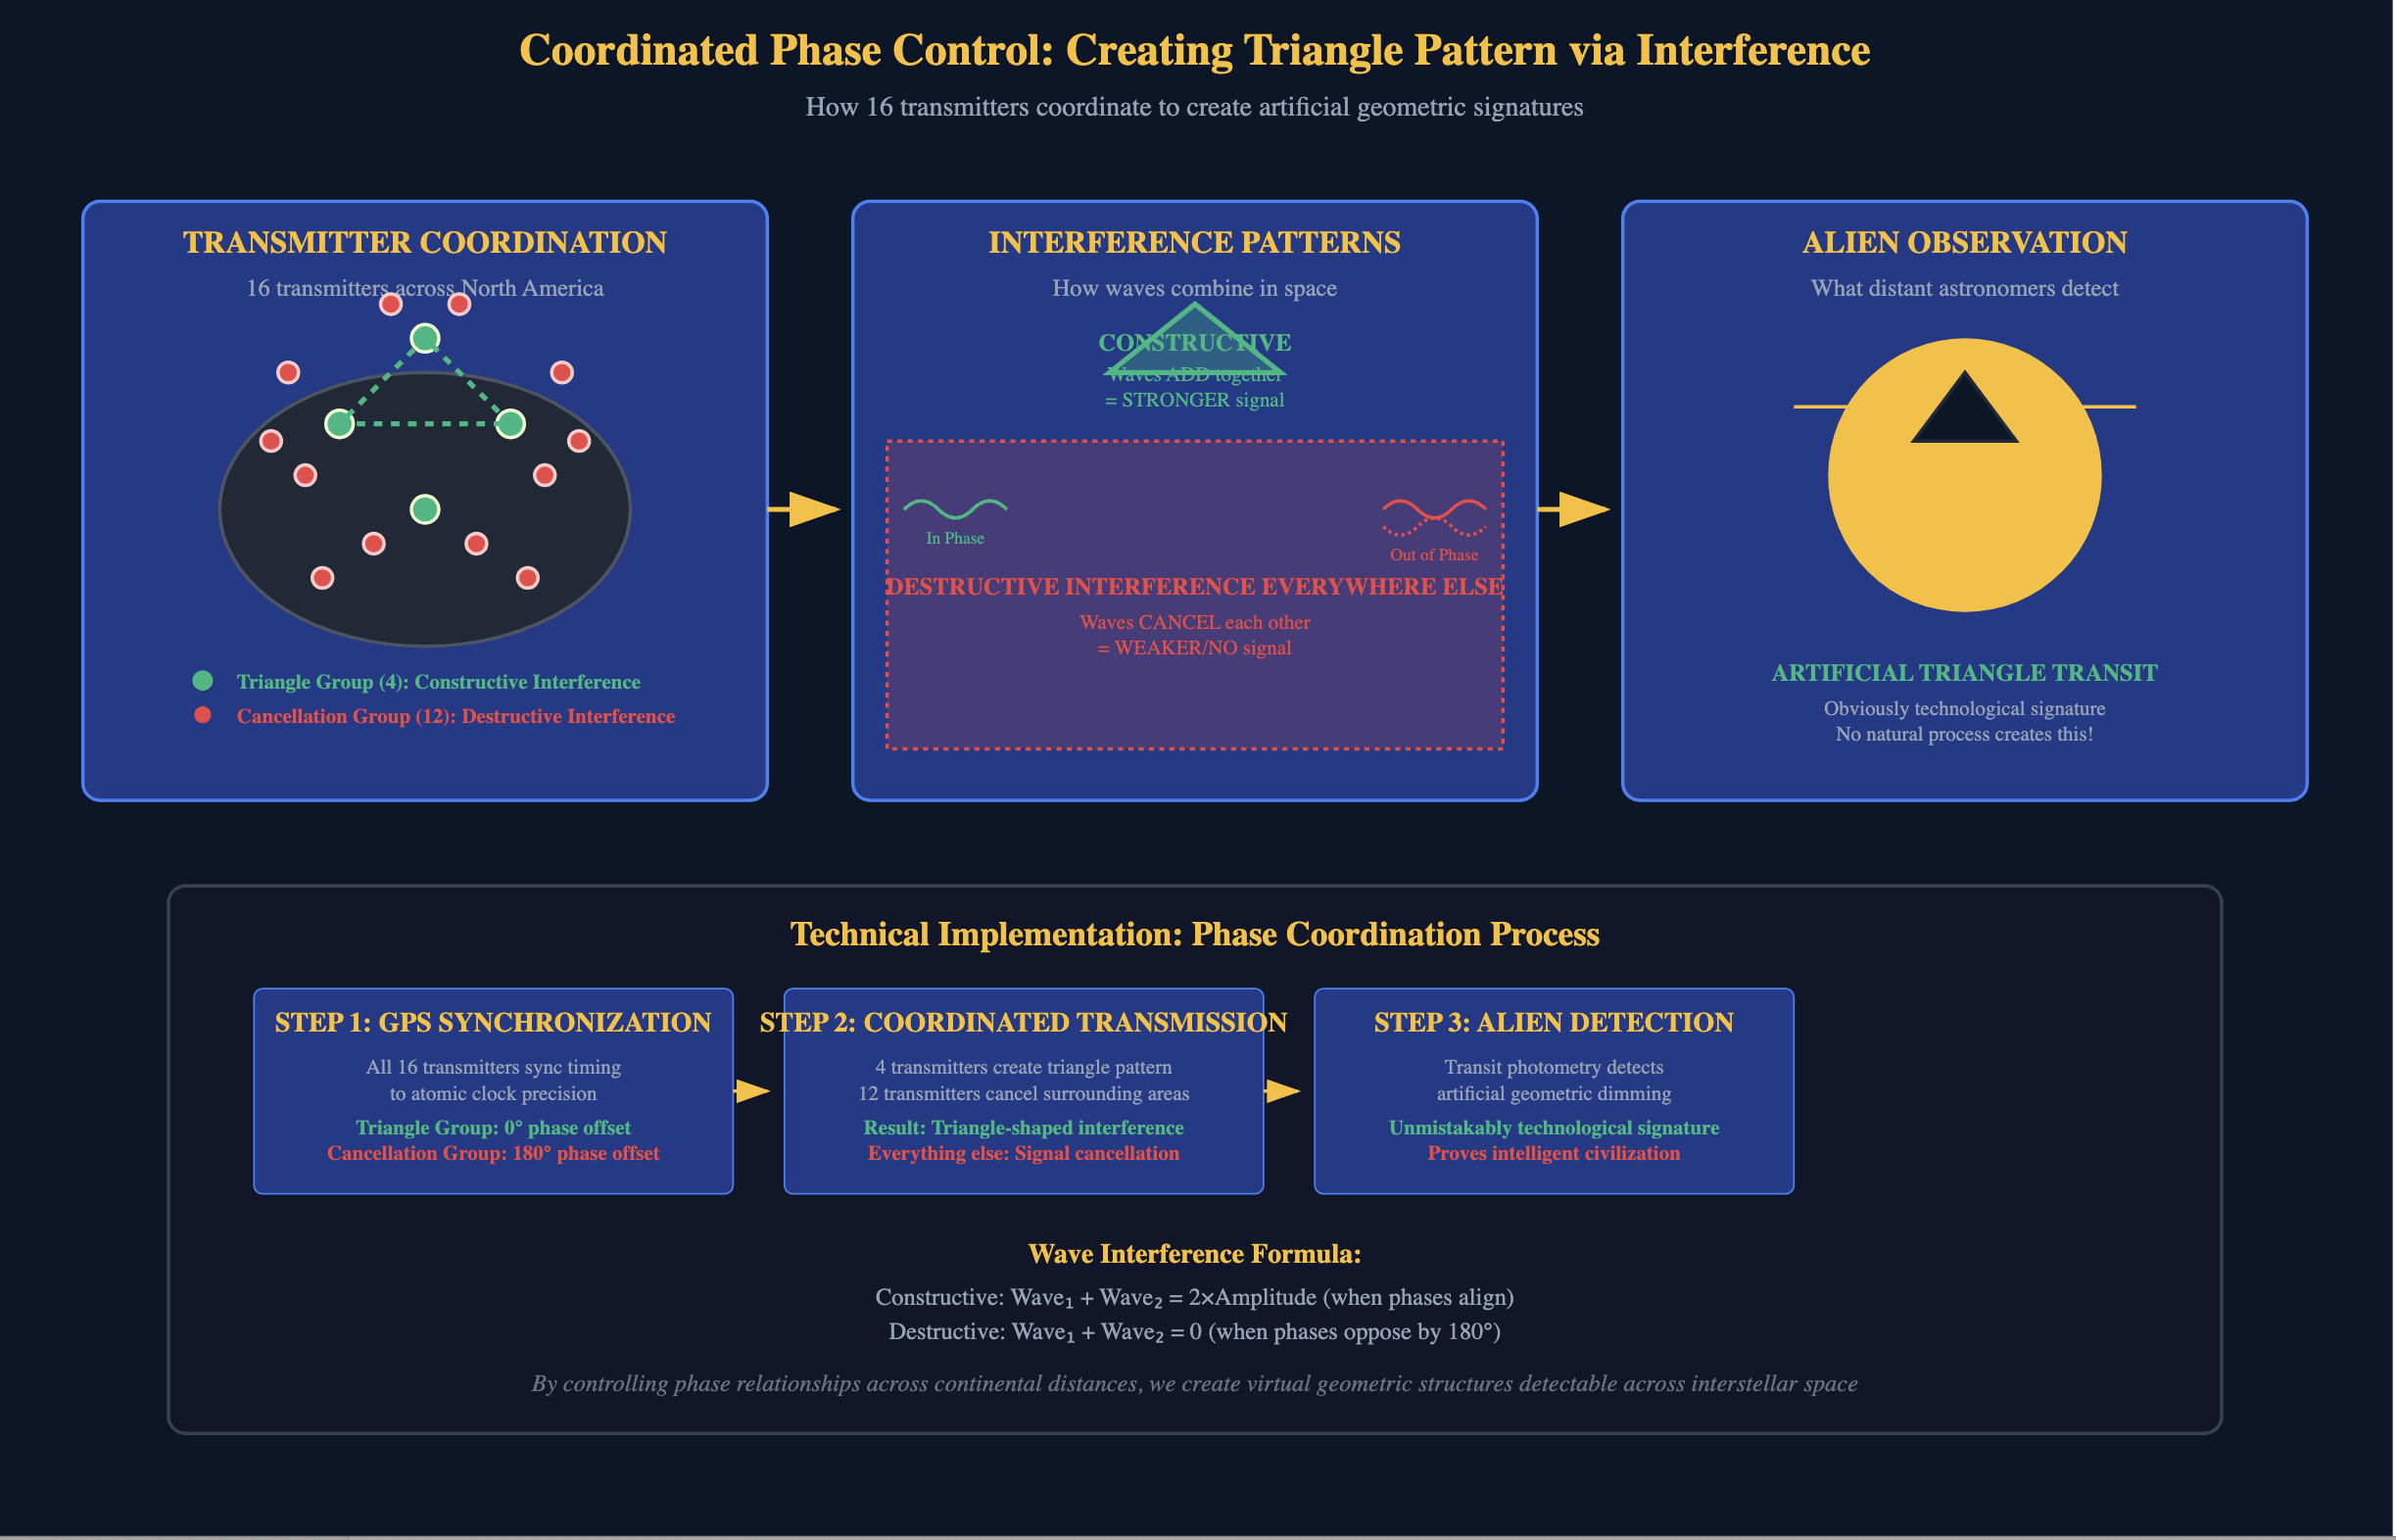 Coordinated Phase Control: Creating Triangle Pattern via Interference
How 16 transmitters coordinate to create artificial geometric signatures
TRANSMITTER COORDINATION
16 transmitters across North America
Triangle Group (4): Constructive Interference
Cancellation Group (12): Destructive Interference
INTERFERENCE PATTERNS
How waves combine in space
CONSTRUCTIVE
Waves ADD together
= STRONGER signal
In Phase
Out of Phase
DESTRUCTIVE INTERFERENCE EVERYWHERE ELSE
Waves CANCEL each other
= WEAKER/NO signal
ALIEN OBSERVATION
What distant astronomers detect
ARTIFICIAL TRIANGLE TRANSIT
Obviously technological signature
No natural process creates this!
Technical Implementation: Phase Coordination Process
STEP 1: GPS SYNCHRONIZATION
All 16 transmitters sync timing
to atomic clock precision
Triangle Group: 0° phase offset
Cancellation Group: 180° phase offset
STEP 2: COORDINATED TRANSMISSION
4 transmitters create triangle pattern
12 transmitters cancel surrounding areas
Result: Triangle-shaped interference
Everything else: Signal cancellation
STEP 3: ALIEN DETECTION
Transit photometry detects
artificial geometric dimming
Unmistakably technological signature
Proves intelligent civilization
Wave Interference Formula:
Constructive: Wave₁ + Wave₂ = 2×Amplitude (when phases align)
Destructive: Wave₁ + Wave₂ = 0 (when phases oppose by 180°)
By controlling phase relationships across continental distances, we create virtual geometric structures detectable across interstellar space